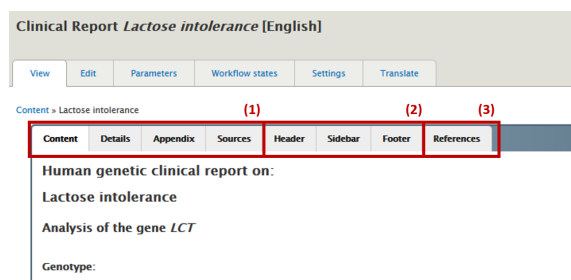 Clinical Report Lactose intolerance [English]
View Edit Parameters Workflow states Settings Translate
Content » Lactose intolerance (1) (2) (3)
Content Details Appendix Sources Header Sidebar Footer References
Human genetic clinical report on:
Lactose intolerance
Analysis of the gene LCT
Genotype: